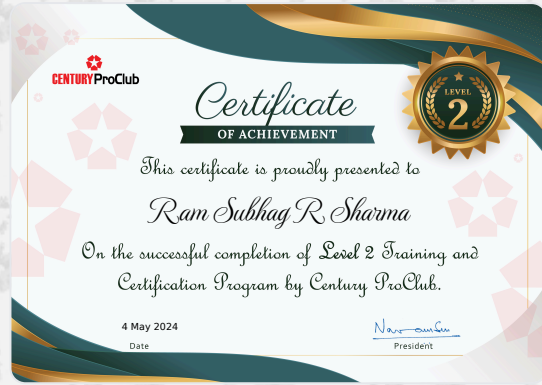 CENTURY ProClub
LEVEL
2
Certificate
OF ACHIEVEMENT
This certificate is proudly presented to
Ram Subhag R Sharma
On the successful completion of Level 2 Training and
Certification Program by Century ProClub.
4 May 2024
Date
President